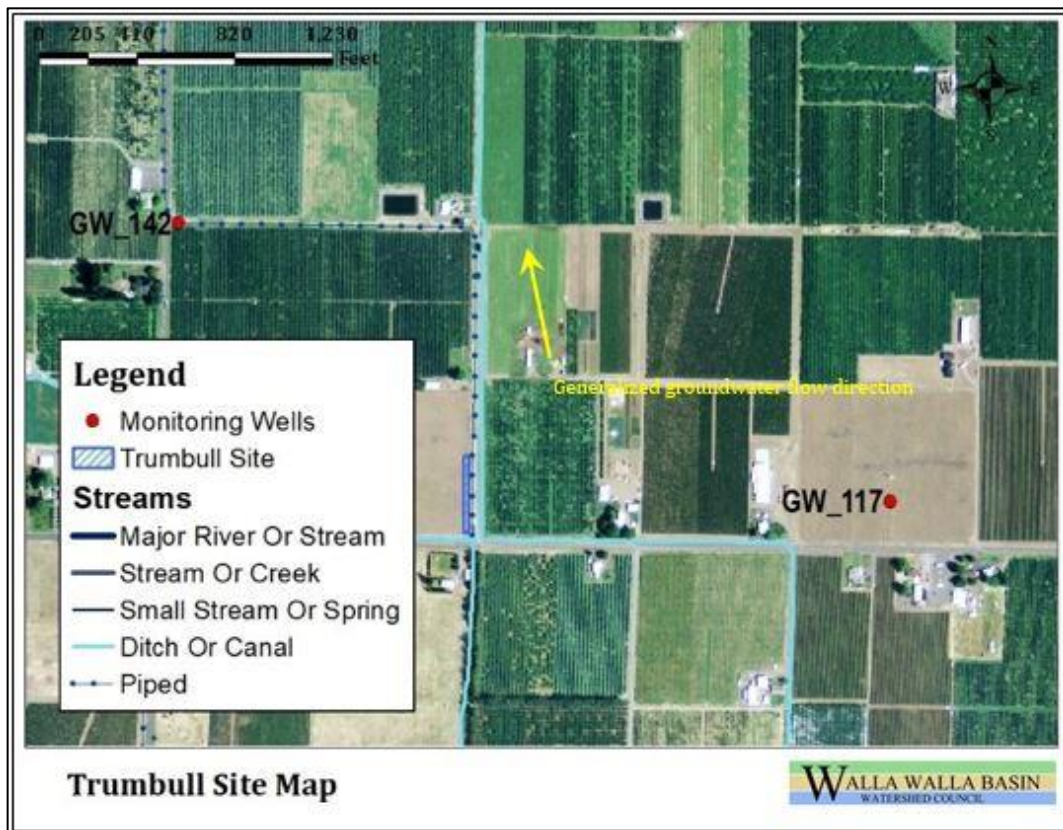 0 205 410 820 1,230
Feet
N
W E
S
GW_142
Generalized groundwater flow direction
GW_117
Legend
Monitoring Wells
Trumbull Site
Streams
Major River Or Stream
Stream Or Creek
Small Stream Or Spring
Ditch Or Canal
Piped
Trumbull Site Map
WALLA WALLA BASIN
WATERSHED COUNCIL